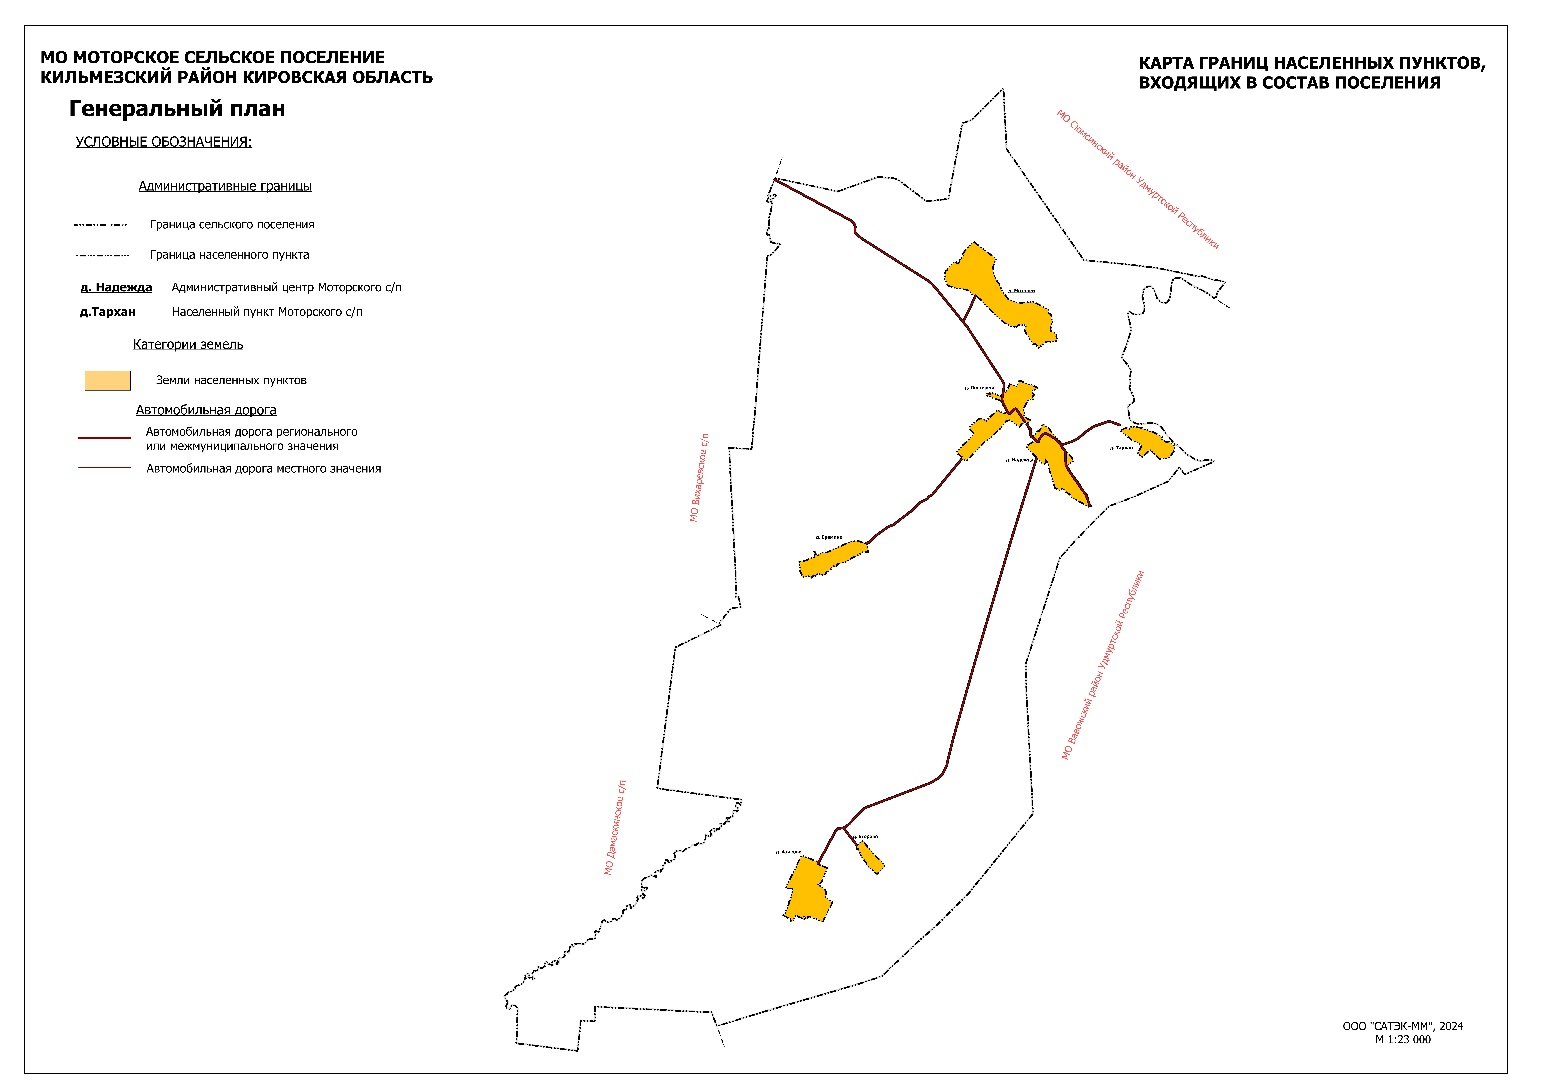 МО МОТОРСКОЕ СЕЛЬСКОЕ ПОСЕЛЕНИЕ
КИЛЬМЕЗСКИЙ РАЙОН КИРОВСКАЯ ОБЛАСТЬ
Генеральный план
УСЛОВНЫЕ ОБОЗНАЧЕНИЯ:
Административные границы
Граница сельского поселения
Граница населенного пункта
д. Надежда Административный центр Моторского с/п
д.Тархан Населенный пункт Моторского с/п
Категории земель
Земли населенных пунктов
Автомобильная дорога
Автомобильная дорога регионального
или межмуниципального значения
Автомобильная дорога местного значения
КАРТА ГРАНИЦ НАСЕЛЕННЫХ ПУНКТОВ,
ВХОДЯЩИХ В СОСТАВ ПОСЕЛЕНИЯ
МО Сюмсинский район Удмуртской Республики
МО Вихаревское с/п
д. Тархан
д. Надежда
МО Вавожский район Удмуртской Республики
МО Дамаскинское с/п
ООО "САТЭК-ММ", 2024
М 1:23 000